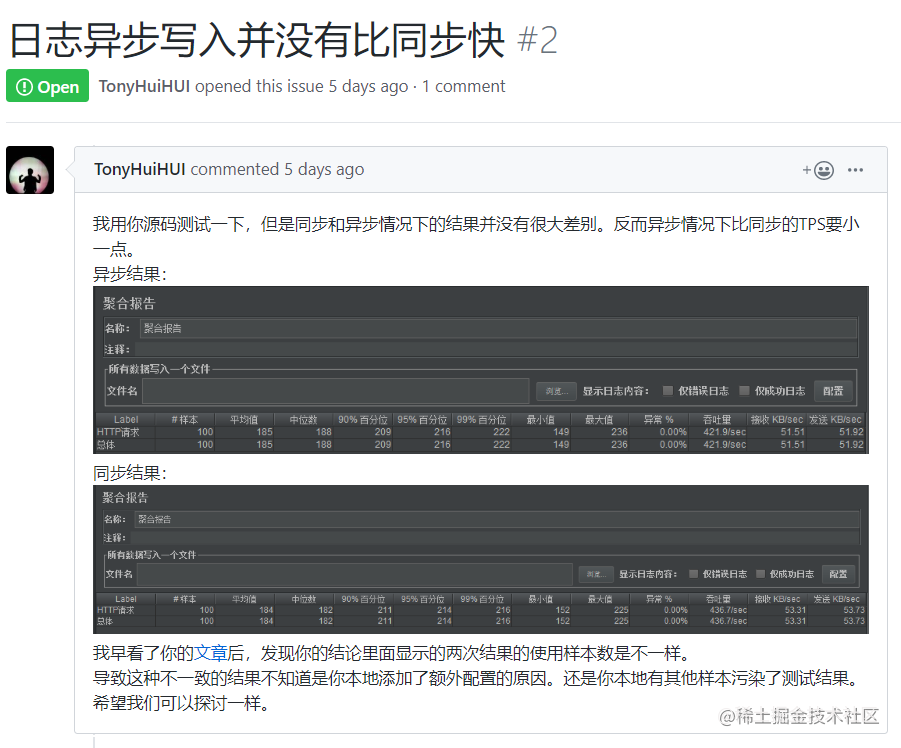 日志异步写入并没有比同步快 #2
Open TonyHuiHUI opened this issue 5 days ago · 1 comment
TonyHuiHUI commented 5 days ago
我用你源码测试一下，但是同步和异步情况下的结果并没有很大差别。反而异步情况下比同步的TPS要小
一点。
异步结果：
聚合报告
名称： 聚合报告
注释：
所有数据写入一个文件
文件名 浏览... 显示日志内容： 仅错误日志 仅成功日志 配置
Label # 样本 平均值 中位数 90% 百分位 95% 百分位 99% 百分位 最小值 最大值 异常 % 吞吐量 接收 KB/sec 发送 KB/sec
HTTP请求 100 185 188 209 216 222 149 236 0.00% 421.9/sec 51.51 51.92
总体 100 185 188 209 216 222 149 236 0.00% 421.9/sec 51.51 51.92
同步结果：
聚合报告
名称： 聚合报告
注释：
所有数据写入一个文件
文件名 浏览... 显示日志内容： 仅错误日志 仅成功日志 配置
Label # 样本 平均值 中位数 90% 百分位 95% 百分位 99% 百分位 最小值 最大值 异常 % 吞吐量 接收 KB/sec 发送 KB/sec
HTTP请求 100 184 182 211 214 216 152 225 0.00% 436.7/sec 53.31 53.73
总体 100 184 182 211 214 216 152 225 0.00% 436.7/sec 53.31 53.73
我早看了你的文章后，发现你的结论里面显示的两次结果的使用样本数是不一样。
导致这种不一致的结果不知道是你本地添加了额外配置的原因。还是你本地有其他样本污染了测试结果。
希望我们可以探讨一样。
@稀土掘金技术社区